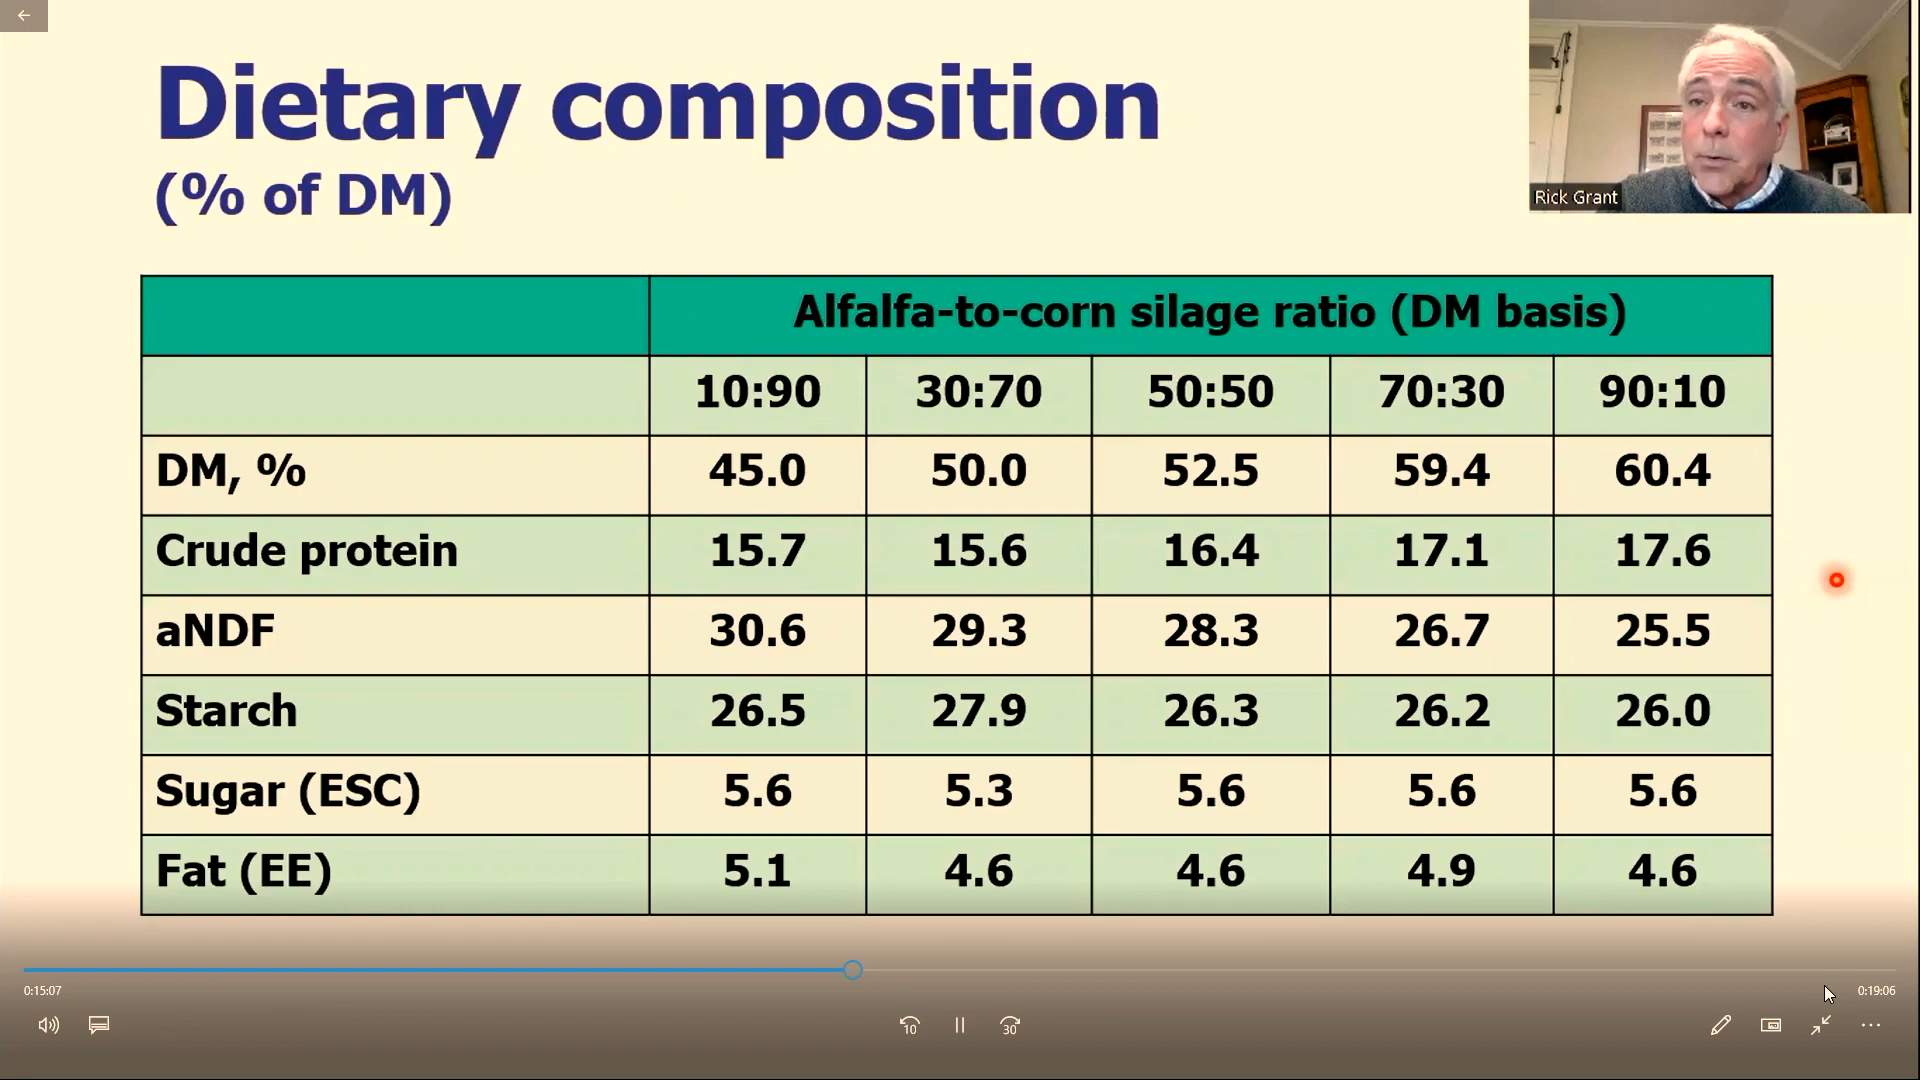 Dietary composition
(% of DM)
Rick Grant
Alfalfa-to-corn silage ratio (DM basis)
10:90 30:70 50:50 70:30 90:10
DM, % 45.0 50.0 52.5 59.4 60.4
Crude protein 15.7 15.6 16.4 17.1 17.6
aNDF 30.6 29.3 28.3 26.7 25.5
Starch 26.5 27.9 26.3 26.2 26.0
Sugar (ESC) 5.6 5.3 5.6 5.6 5.6
Fat (EE) 5.1 4.6 4.6 4.9 4.6
0:15:07 0:19:06
10 30